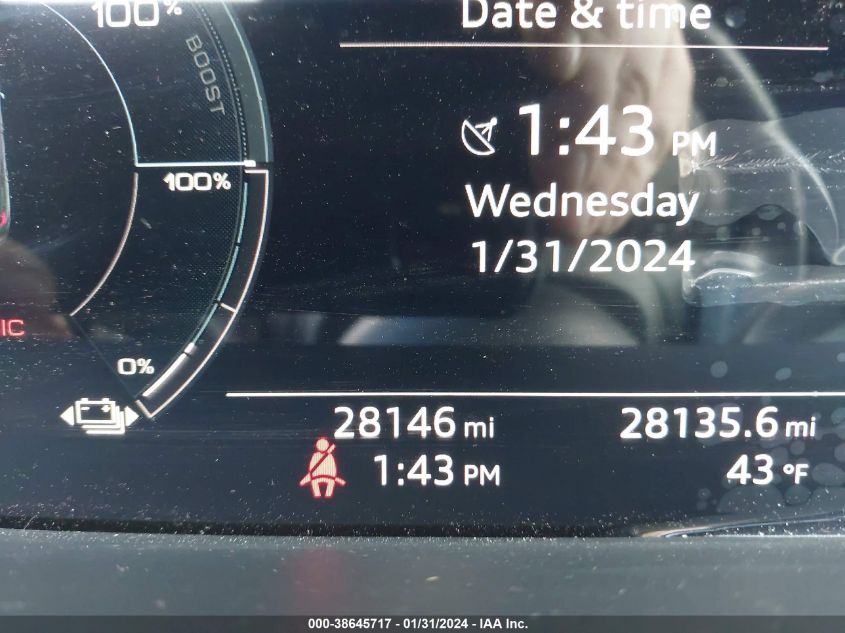 100%
Date & time
BOOST
1:43 PM
100%
Wednesday
1/31/2024
IC
0%
28146 mi
28135.6 mi
1:43 PM
43 °F
000-38645717 - 01/31/2024 - IAA Inc.